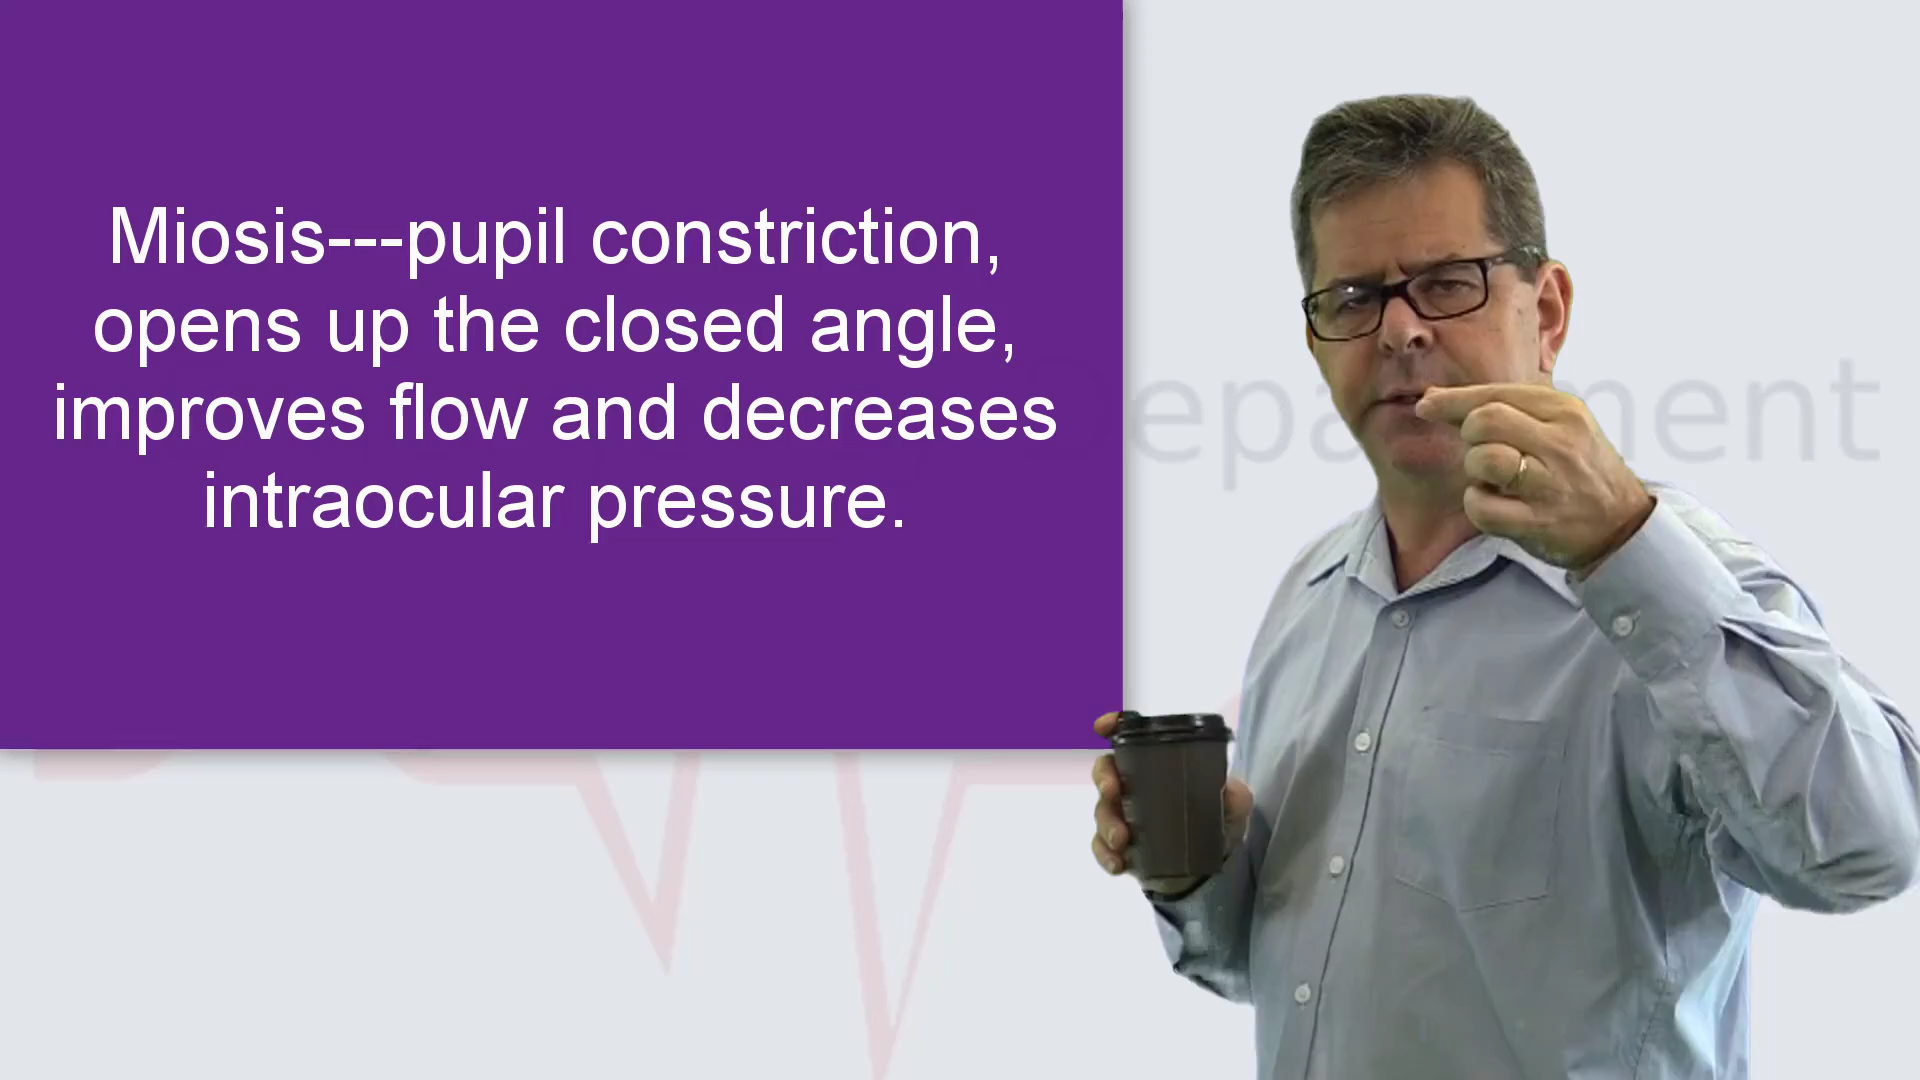 Miosis---pupil constriction,
opens up the closed angle,
improves flow and decreases
intraocular pressure.